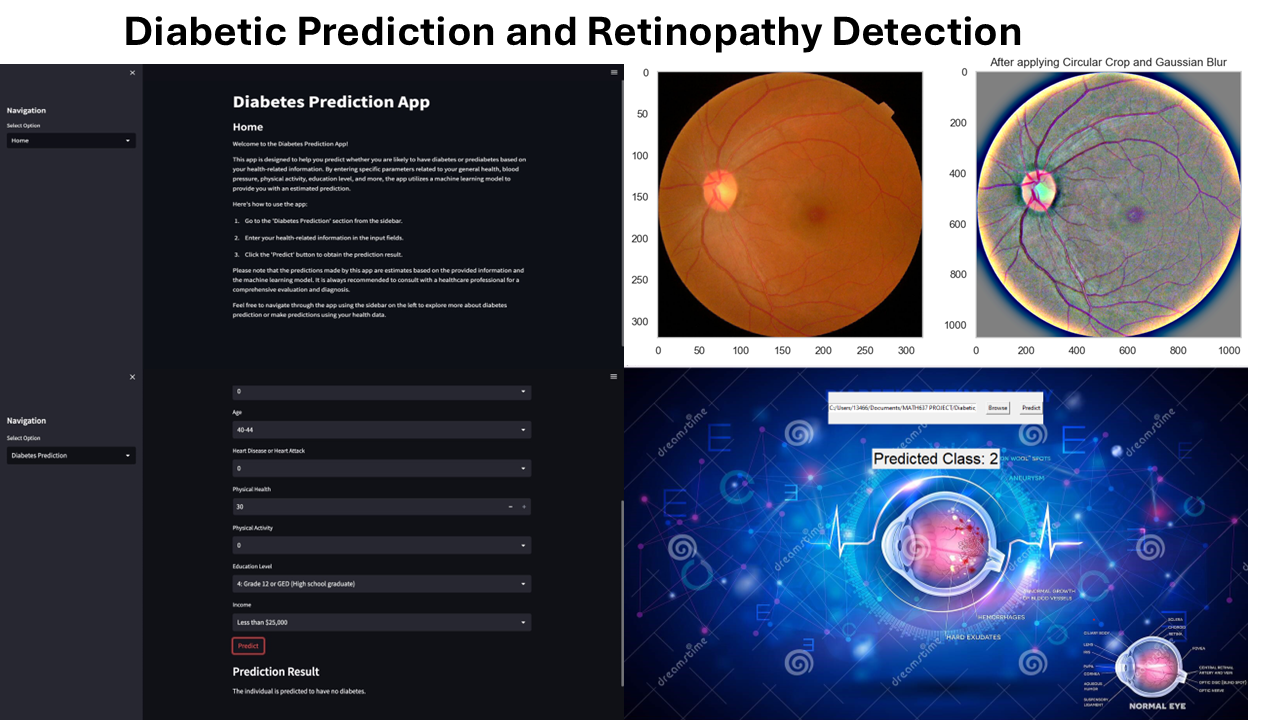 Diabetic Prediction and Retinopathy Detection
×
Navigation
Select Option
Home
Diabetes Prediction App
Home
Welcome to the Diabetes Prediction App!
This app is designed to help you predict whether you are likely to have diabetes or prediabetes based on
your health-related information. By entering specific parameters related to your general health, blood
pressure, physical activity, education level, and more, the app utilizes a machine learning model to
provide you with an estimated prediction.
Here's how to use the app:
1. Go to the 'Diabetes Prediction' section from the sidebar.
2. Enter your health-related information in the input fields.
3. Click the 'Predict' button to obtain the prediction result.
Please note that the predictions made by this app are estimates based on the provided information and
the machine learning model. It is always recommended to consult with a healthcare professional for a
comprehensive evaluation and diagnosis.
Feel free to navigate through the app using the sidebar on the left to explore more about diabetes
prediction or make predictions using your health data.
0
50
100
150
200
250
300
0 50 100 150 200 250 300
After applying Circular Crop and Gaussian Blur
0
200
400
600
800
1000
0 200 400 600 800 1000
×
Navigation
Select Option
Diabetes Prediction
0
Age
40-44
Heart Disease or Heart Attack
0
Physical Health
30
Physical Activity
0
Education Level
4: Grade 12 or GED (High school graduate)
Income
Less than $25,000
Predict
Prediction Result
The individual is predicted to have no diabetes.
C:/Users/13466/Documents/MATH637 PROJECT/Diabetic Browse Predict
Predicted Class: 2
ON WOOL" SPOTS
ANEURYSM
NORMAL GROWTH
OF BLOOD VESSELS
HEMORRHAGES
HARD EXUDATES
dreamstime
dreamstime
dreamstime
dreamstime
dreamstime
dreamstime
SCLERA
CHOROID
RETINA
FOVEA
CENTRAL RETINAL
ARTERY AND VEIN
OPTIC DISC (BLIND SPOT)
OPTIC NERVE
CILIARY BODY
LENS
IRIS
PUPIL
CORNEA
AQUEOUS
HUMOR
SUSPENSORY
LIGAMENT
NORMAL EYE